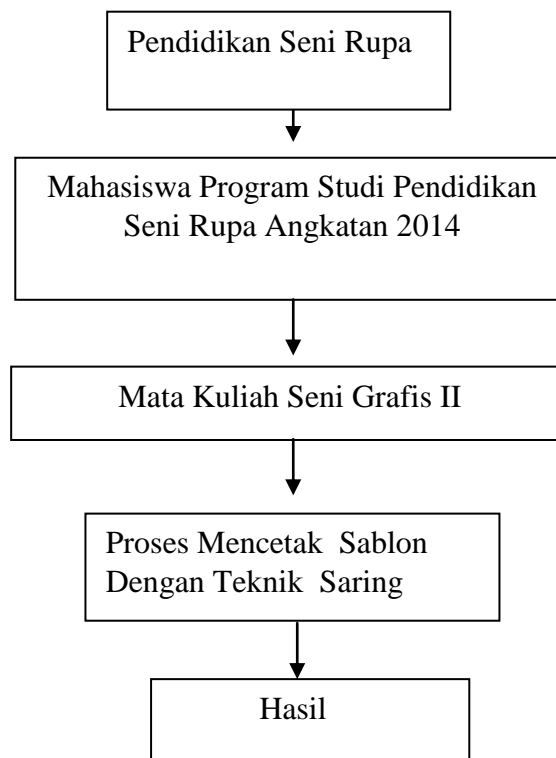 Pendidikan Seni Rupa
Mahasiswa Program Studi Pendidikan
Seni Rupa Angkatan 2014
Mata Kuliah Seni Grafis II
Proses Mencetak Sablon
Dengan Teknik Saring
Hasil